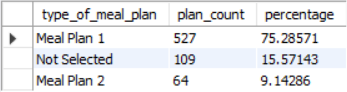 type_of_meal_plan plan_count percentage
Meal Plan 1 527 75.28571
Not Selected 109 15.57143
Meal Plan 2 64 9.14286